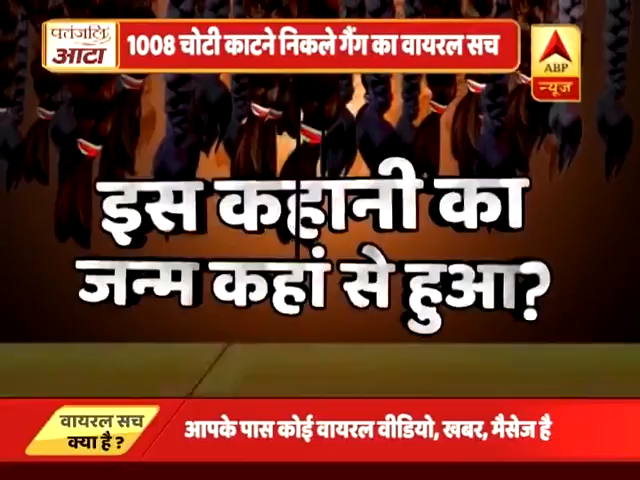 पतंजलि
आटा
1008 चोटी काटने निकले गैंग का वायरल सच
ABP
न्यूज़
इस कहानी का
जन्म कहां से हुआ?
वायरल सच
क्या है?
आपके पास कोई वायरल वीडियो, खबर, मैसेज है